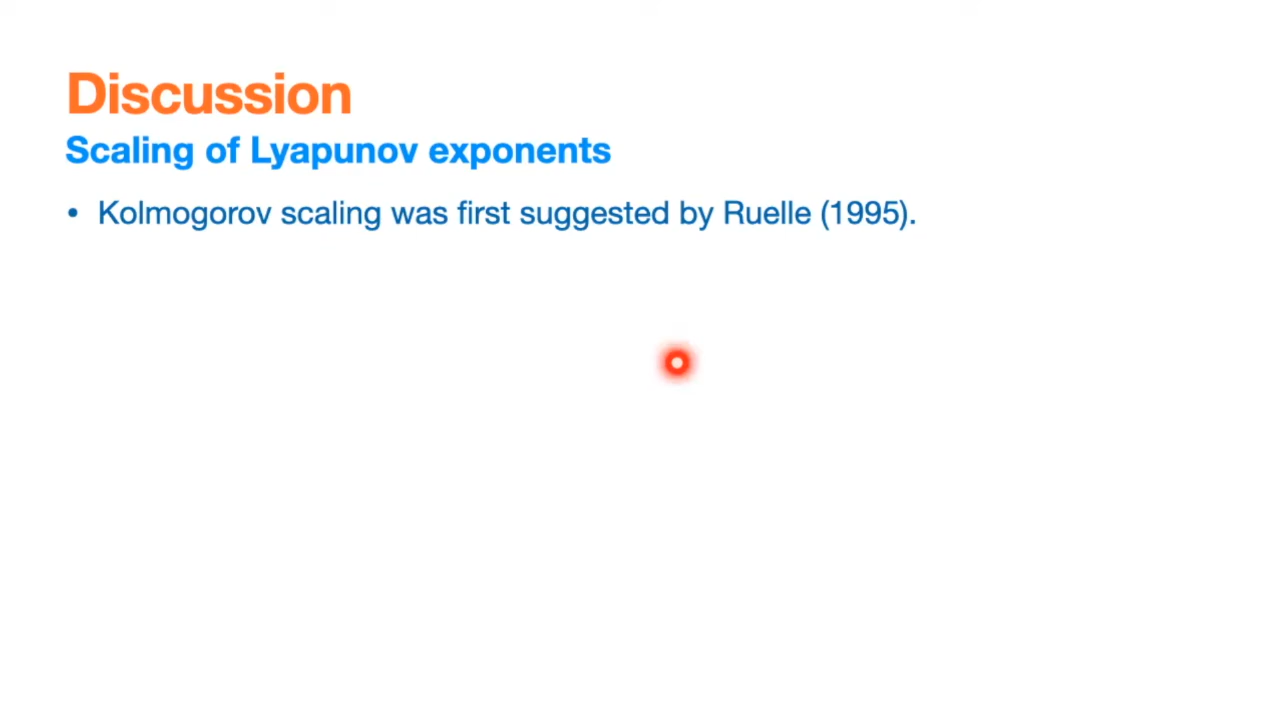 Discussion
Scaling of Lyapunov exponents
• Kolmogorov scaling was first suggested by Ruelle (1995).